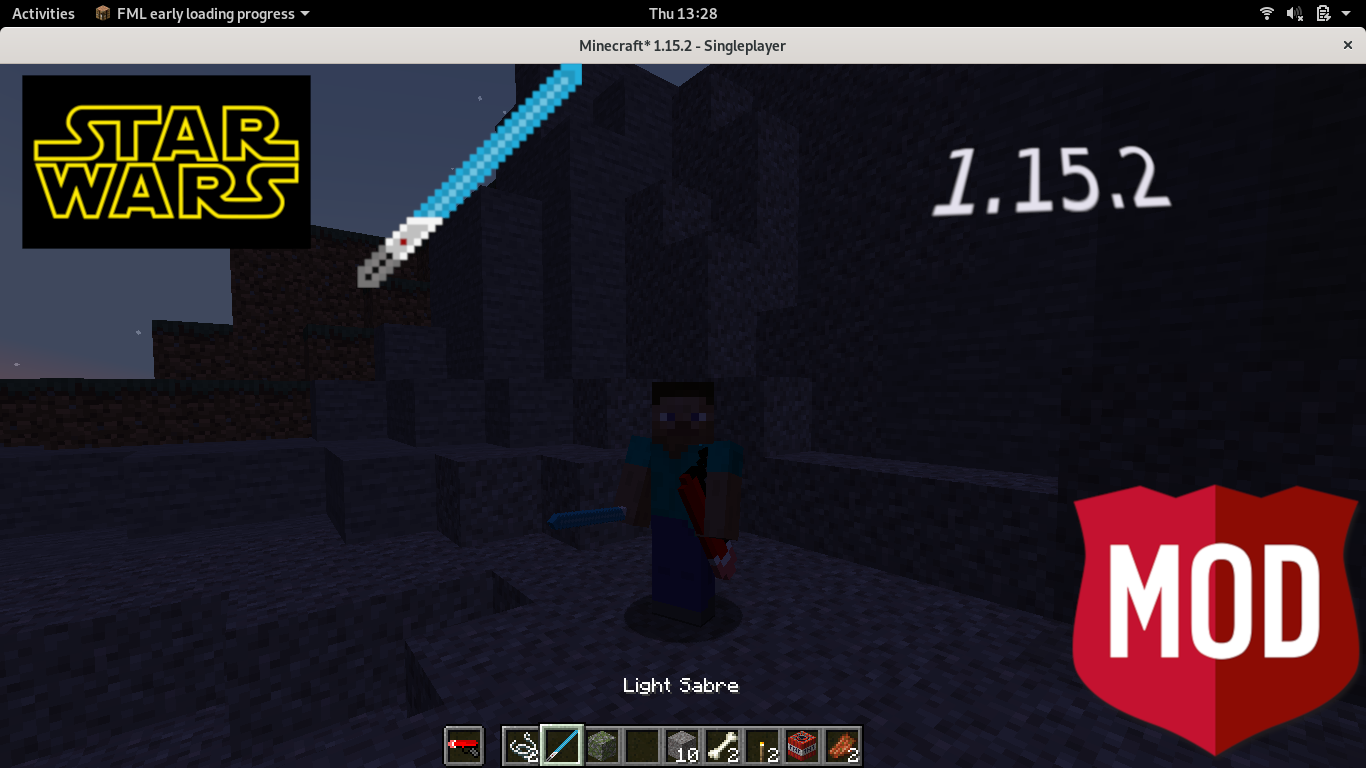 Activities
FML early loading progress
Thu 13:28
Minecraft* 1.15.2 - Singleplayer
STAR
WARS
1.15.2
MOD
Light Sabre
2
10
2
2
2